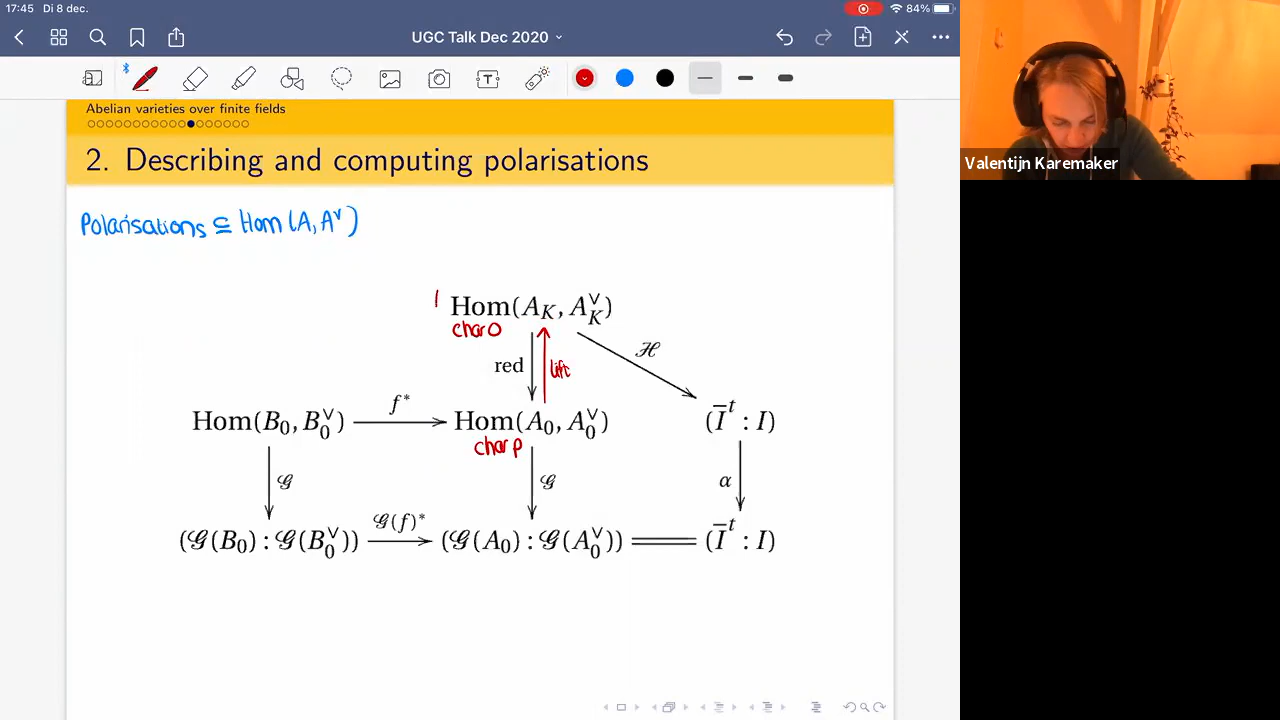 17:45 Di 8 dec.
84%
UGC Talk Dec 2020
Abelian varieties over finite fields
2. Describing and computing polarisations
Polarisations ⊆ Hom(A, A^∨)
Hom(A_K, A_K^∨)
char 0
red
lift
ℋ
Hom(B_0, B_0^∨)
f^*
Hom(A_0, A_0^∨)
(Ī^t : I)
char p
𝒢
𝒢
α
(𝒢(B_0) : 𝒢(B_0^∨))
𝒢(f)^*
(𝒢(A_0) : 𝒢(A_0^∨))
(Ī^t : I)
Valentijn Karemaker